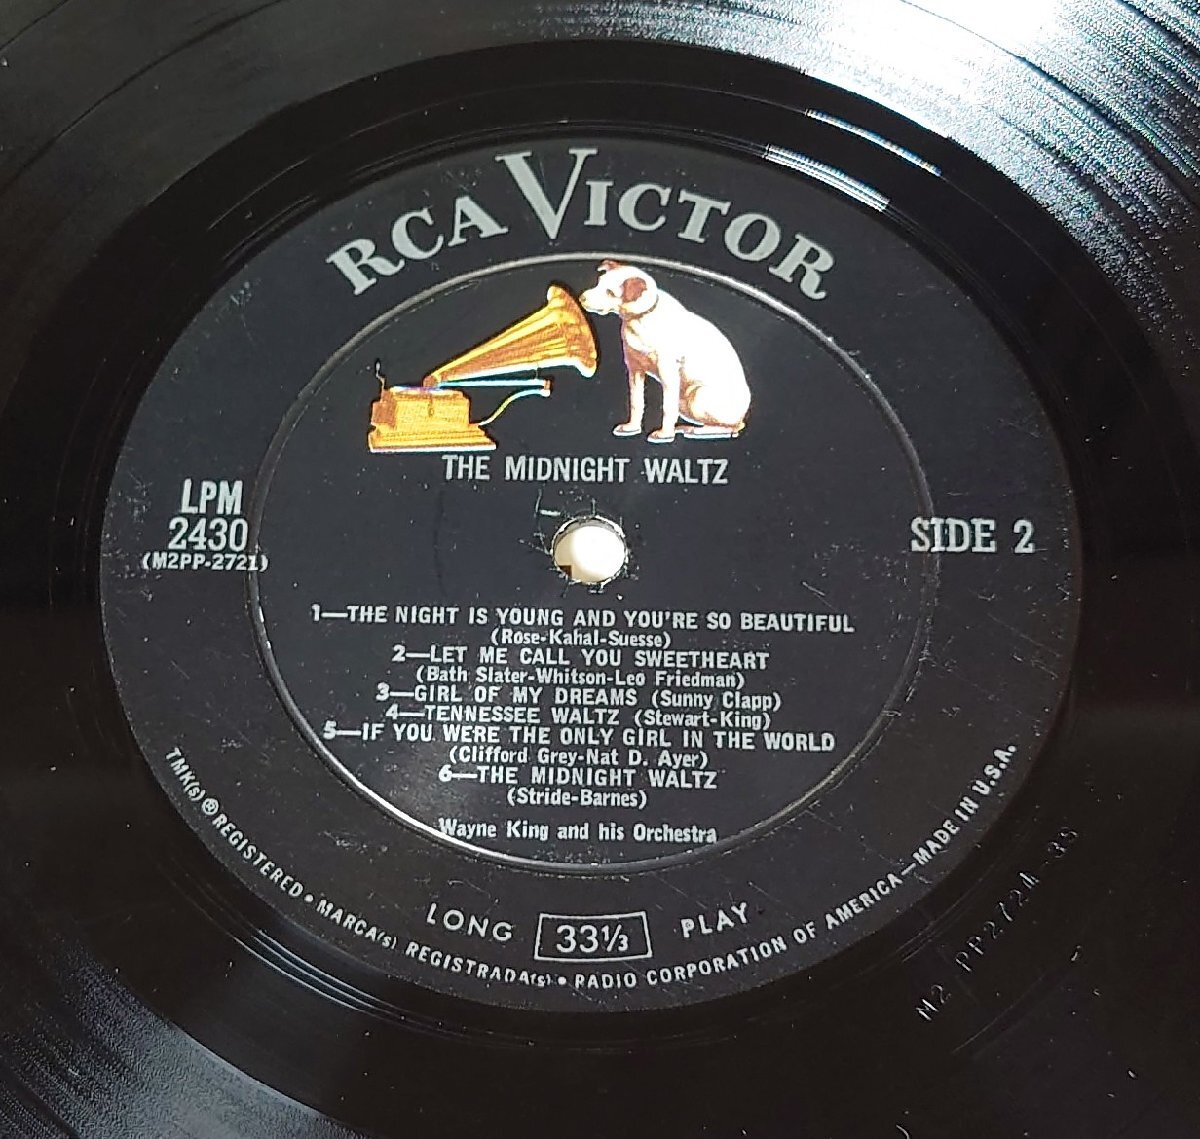 RCA VICTOR
THE MIDNIGHT WALTZ
LPM
2430
(M2PP-2721)
SIDE 2
1—THE NIGHT IS YOUNG AND YOU'RE SO BEAUTIFUL
(Rose-Kahal-Suesse)
2—LET ME CALL YOU SWEETHEART
(Bath Slater-Whitson-Leo Friedman)
3—GIRL OF MY DREAMS (Sunny Clapp)
4—TENNESSEE WALTZ (Stewart-King)
5—IF YOU WERE THE ONLY GIRL IN THE WORLD
(Clifford Grey-Nat D. Ayer)
6—THE MIDNIGHT WALTZ
(Stride-Barnes)
Wayne King and his Orchestra
LONG 33⅓ PLAY
TMK(s) ® REGISTERED • MARCA(s) REGISTRADA(s) • RADIO CORPORATION OF AMERICA—MADE IN U.S.A.